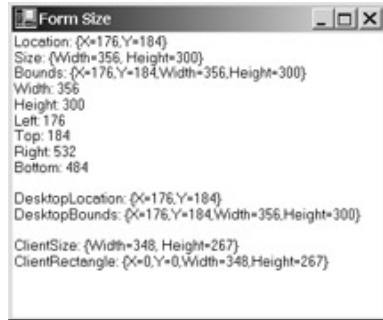 Form Size
Location: {X=176,Y=184}
Size: {Width=356, Height=300}
Bounds: {X=176,Y=184,Width=356,Height=300}
Width: 356
Height: 300
Left: 176
Top: 184
Right: 532
Bottom: 484
DesktopLocation: {X=176,Y=184}
DesktopBounds: {X=176,Y=184,Width=356,Height=300}
ClientSize: {Width=348, Height=267}
ClientRectangle: {X=0,Y=0,Width=348,Height=267}